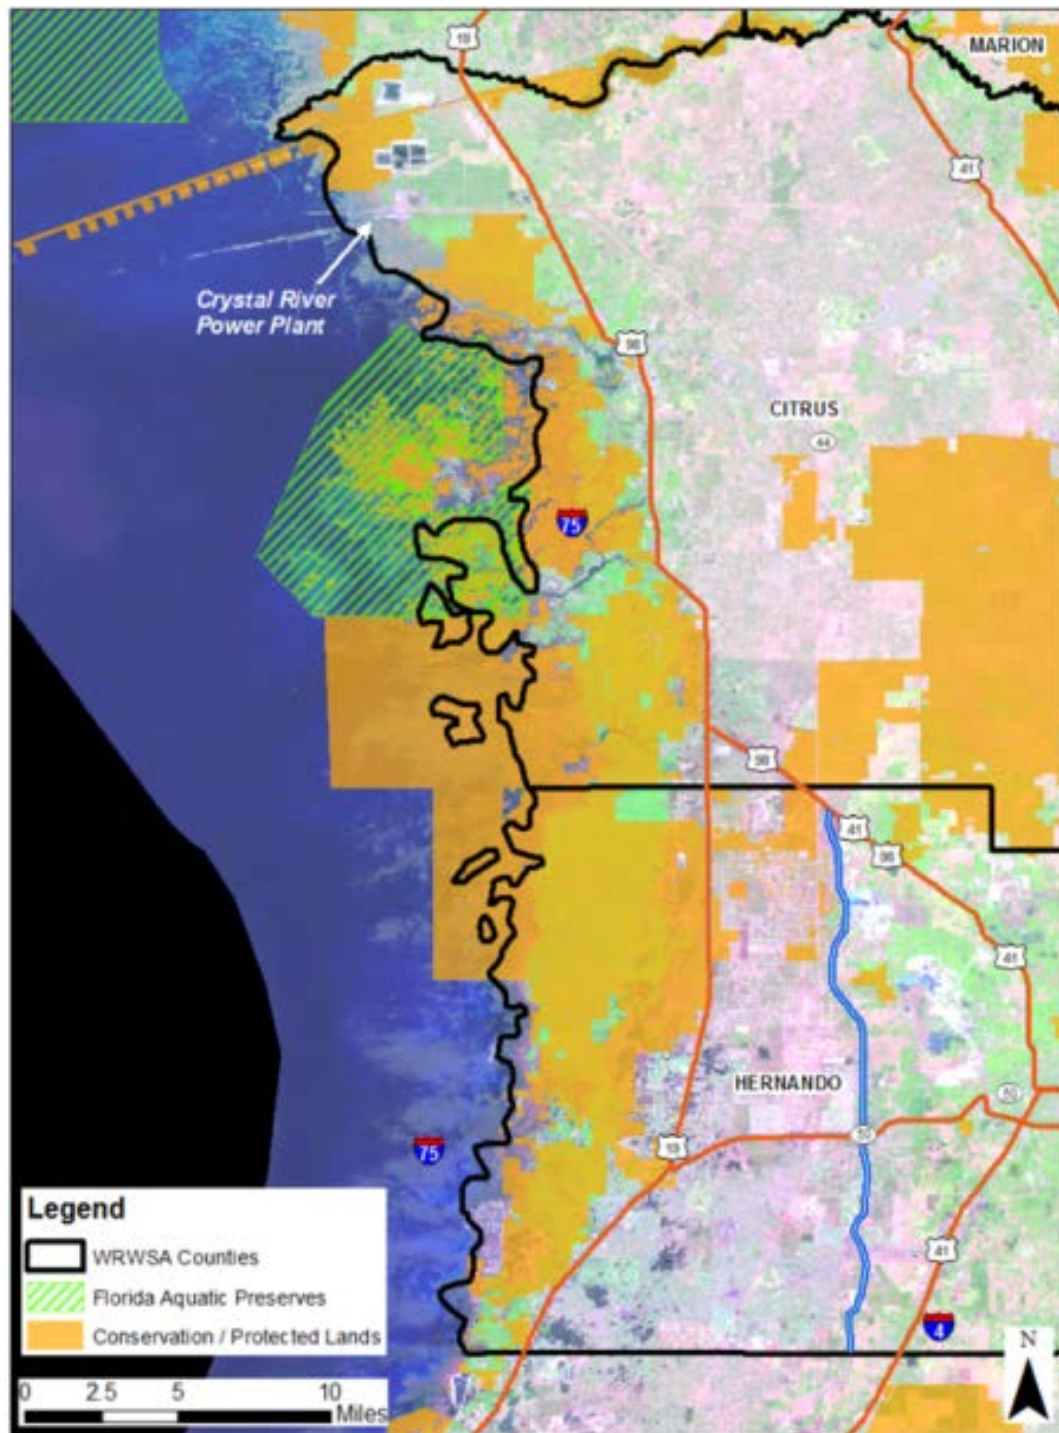 19
MARION
41
Crystal River
Power Plant
98
CITRUS
44
75
98
41
98
41
HERNANDO
50
50
19
75
41
4
Legend
WRWSA Counties
Florida Aquatic Preserves
Conservation / Protected Lands
N
0 2.5 5 10
Miles